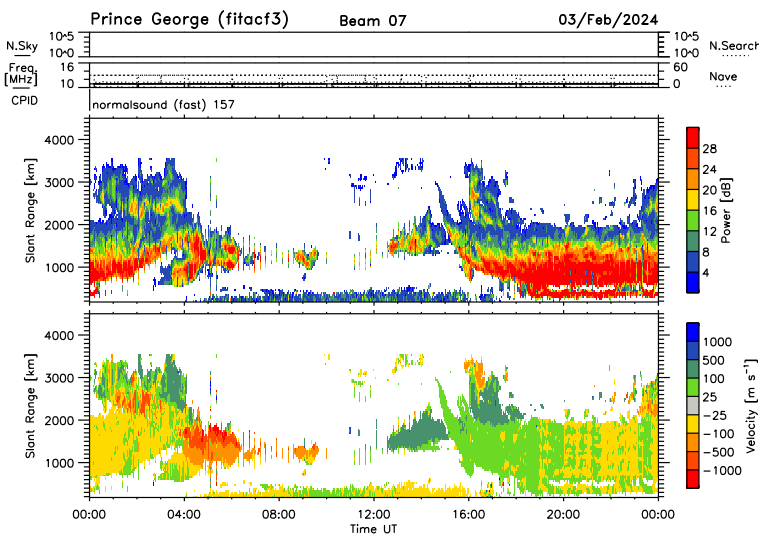 Prince George (fitacf3) Beam 07 03/Feb/2024
10^5 10^5
N.Sky N.Search
10^0 10^0
Freq. 16 60
[MHz] Nave
10 0
CPID
normalsound (fast) 157
4000
3000
2000
1000
Slant Range [km]
28
24
20
16
12
8
4
Power [dB]
4000
3000
2000
1000
Slant Range [km]
1000
500
100
25
-25
-100
-500
-1000
Velocity [m s⁻¹]
00:00 04:00 08:00 12:00 16:00 20:00 00:00
Time UT